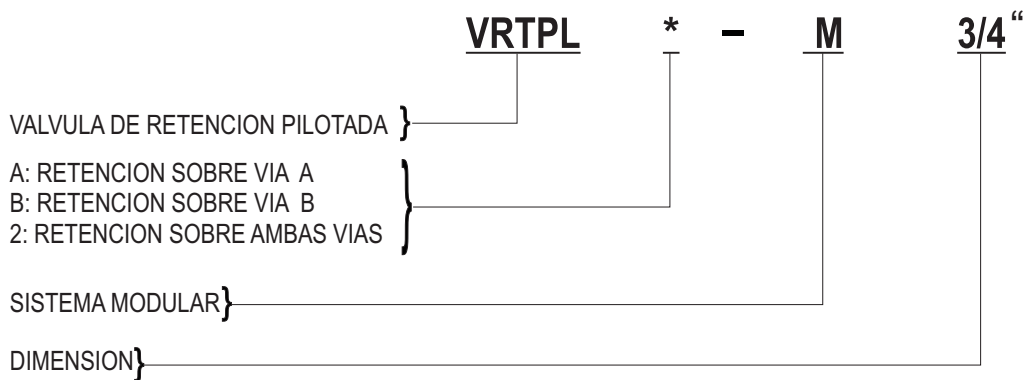 VRTPL * – M 3/4“
VALVULA DE RETENCION PILOTADA }
A: RETENCION SOBRE VIA A
B: RETENCION SOBRE VIA B
2: RETENCION SOBRE AMBAS VIAS
SISTEMA MODULAR}
DIMENSION}